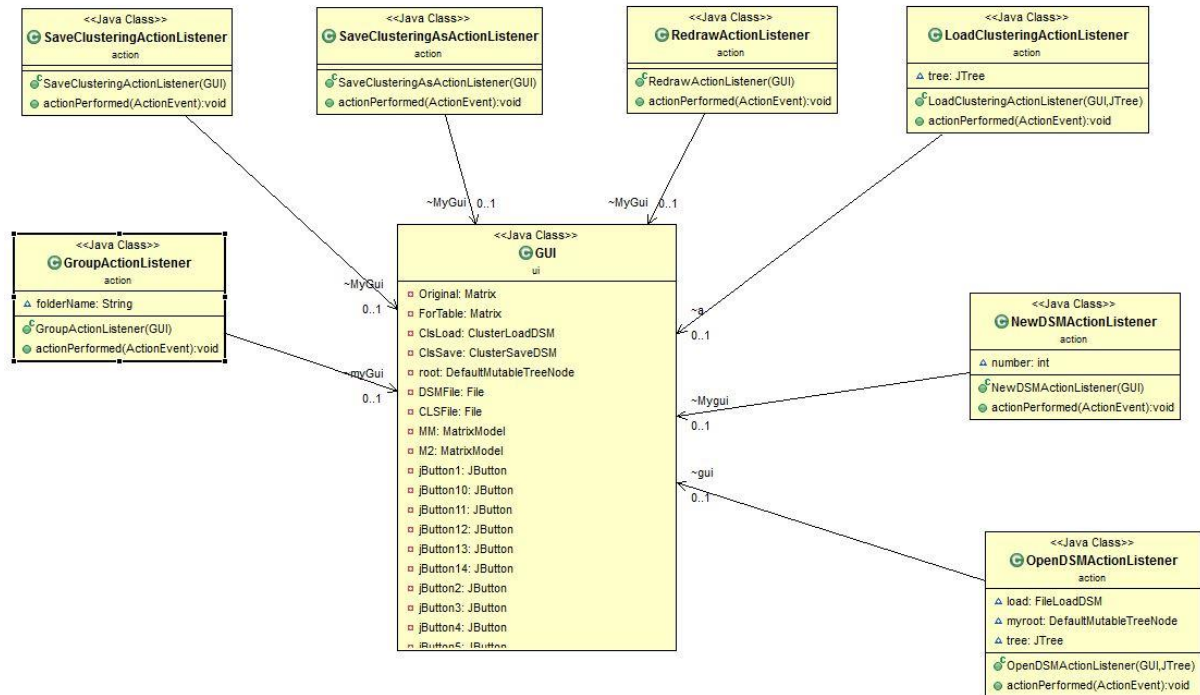 <<Java Class>>
SaveClusteringActionListener
action
SaveClusteringActionListener(GUI)
actionPerformed(ActionEvent):void
<<Java Class>>
SaveClusteringAsActionListener
action
SaveClusteringAsActionListener(GUI)
actionPerformed(ActionEvent):void
<<Java Class>>
RedrawActionListener
action
RedrawActionListener(GUI)
actionPerformed(ActionEvent):void
<<Java Class>>
LoadClusteringActionListener
action
tree: JTree
LoadClusteringActionListener(GUI,JTree)
actionPerformed(ActionEvent):void
~MyGui 0..1
~MyGui 0..1
<<Java Class>>
GroupActionListener
action
folderName: String
GroupActionListener(GUI)
actionPerformed(ActionEvent):void
~MyGui
0..1
~myGui
0..1
<<Java Class>>
GUI
ui
Original: Matrix
ForTable: Matrix
ClsLoad: ClusterLoadDSM
ClsSave: ClusterSaveDSM
root: DefaultMutableTreeNode
DSMFile: File
CLSFile: File
MM: MatrixModel
M2: MatrixModel
jButton1: JButton
jButton10: JButton
jButton11: JButton
jButton12: JButton
jButton13: JButton
jButton14: JButton
jButton2: JButton
jButton3: JButton
jButton4: JButton
jButton5: JButton
~a
0..1
~Mygui
0..1
~gui
0..1
<<Java Class>>
NewDSMActionListener
action
number: int
NewDSMActionListener(GUI)
actionPerformed(ActionEvent):void
<<Java Class>>
OpenDSMActionListener
action
load: FileLoadDSM
myroot: DefaultMutableTreeNode
tree: JTree
OpenDSMActionListener(GUI,JTree)
actionPerformed(ActionEvent):void